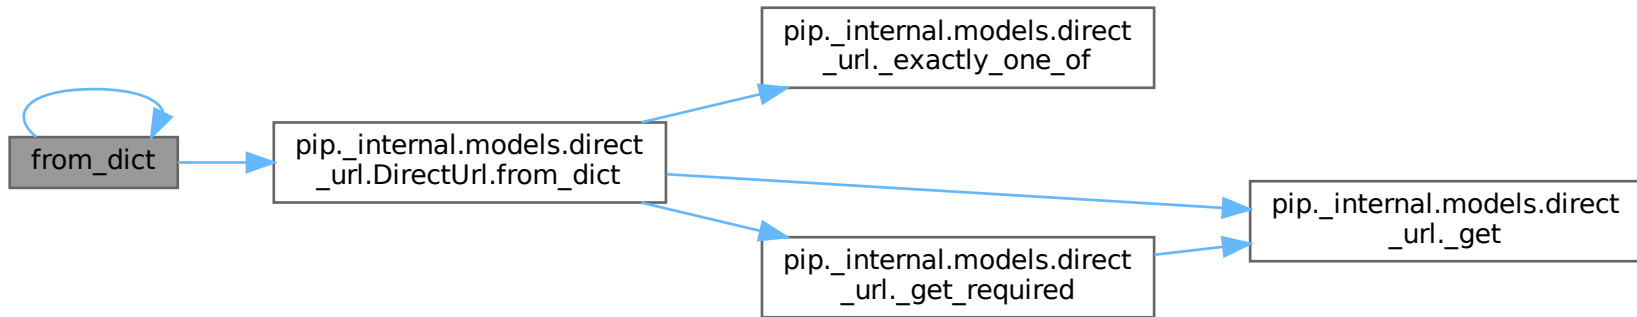 pip._internal.models.direct
_url._exactly_one_of
from_dict
pip._internal.models.direct
_url.DirectUrl.from_dict
pip._internal.models.direct
_url._get
pip._internal.models.direct
_url._get_required